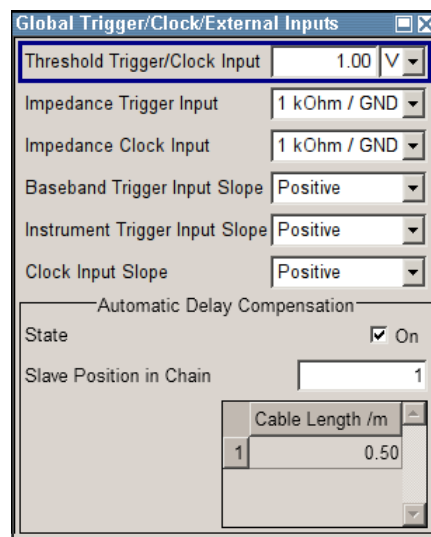 Global Trigger/Clock/External Inputs
Threshold Trigger/Clock Input 1.00 V
Impedance Trigger Input 1 kOhm / GND
Impedance Clock Input 1 kOhm / GND
Baseband Trigger Input Slope Positive
Instrument Trigger Input Slope Positive
Clock Input Slope Positive
Automatic Delay Compensation
State On
Slave Position in Chain 1
Cable Length /m
1 0.50